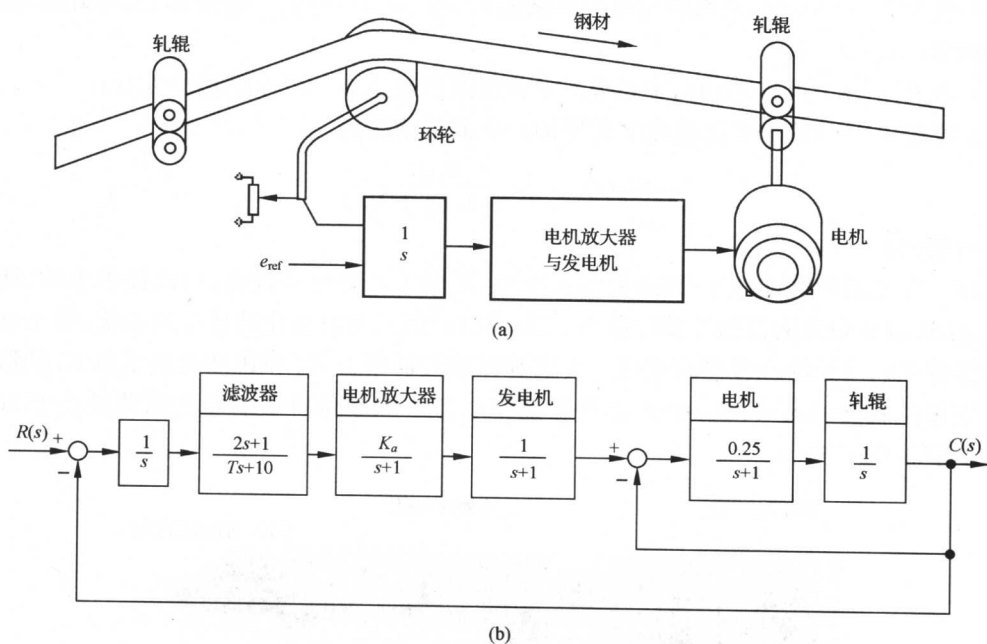 钢材
轧辊
轧辊
环轮
1
s
电机放大器
与发电机
电机
e_ref
(a)
滤波器
电机放大器
发电机
电机
轧辊
R(s)
+
−
1
s
2s+1
Ts+10
K_a
s+1
1
s+1
+
−
0.25
s+1
1
s
C(s)
(b)